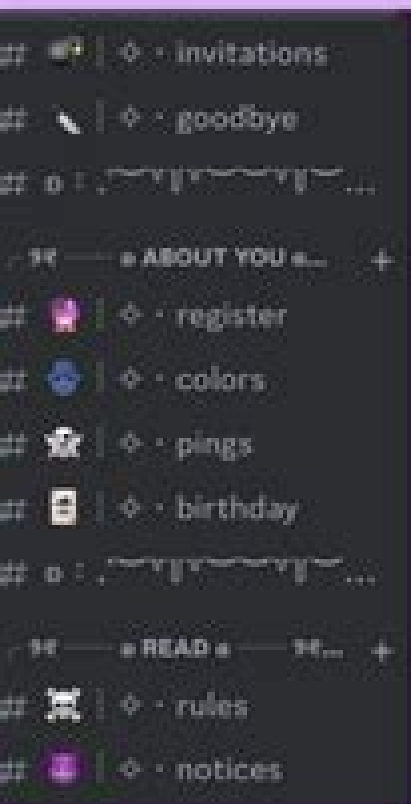 # | ✧ · invitations
# | ✧ · goodbye
ABOUT YOU ... +
# | ✧ · register
# | ✧ · colors
# | ✧ · pings
# | ✧ · birthday
READ ... +
# | ✧ · rules
# | ✧ · notices